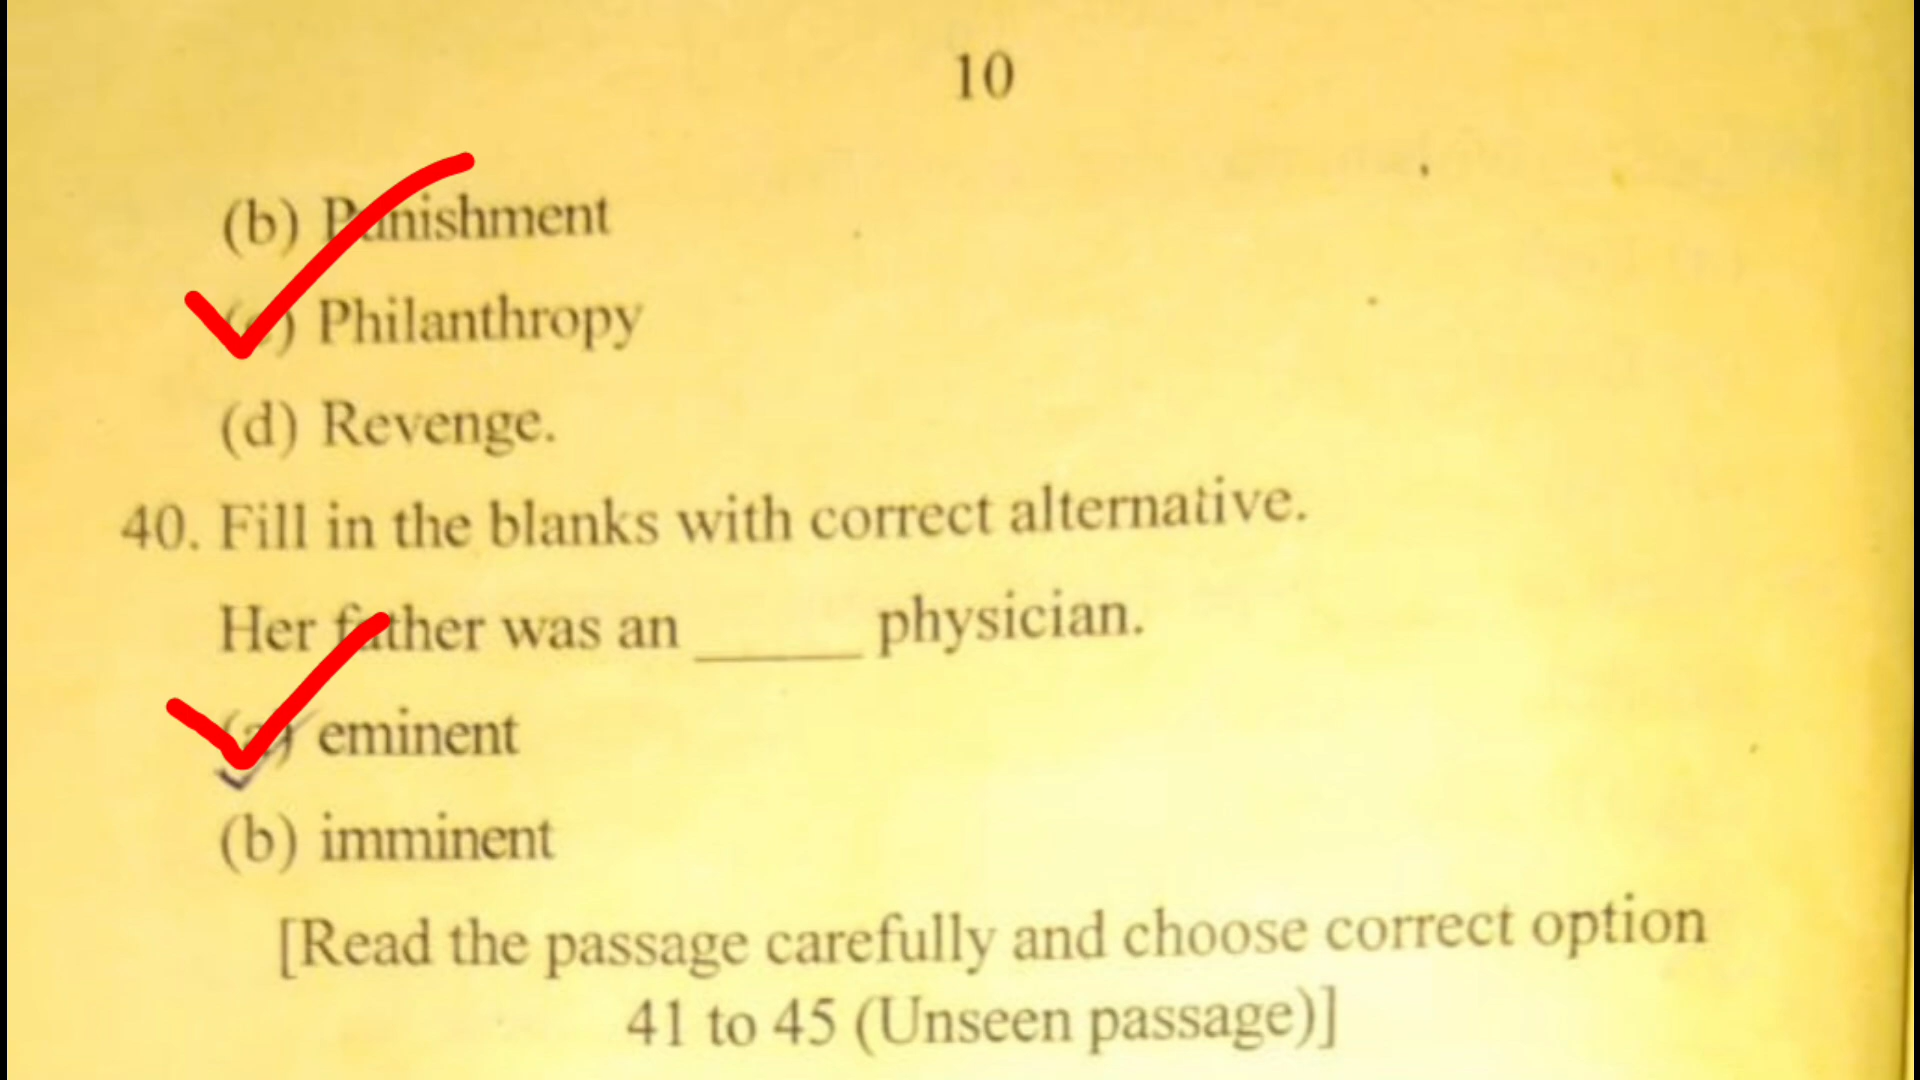 10
(b) Punishment
(c) Philanthropy
(d) Revenge.
40. Fill in the blanks with correct alternative.
Her father was an ______ physician.
(a) eminent
(b) imminent
[Read the passage carefully and choose correct option
41 to 45 (Unseen passage)]